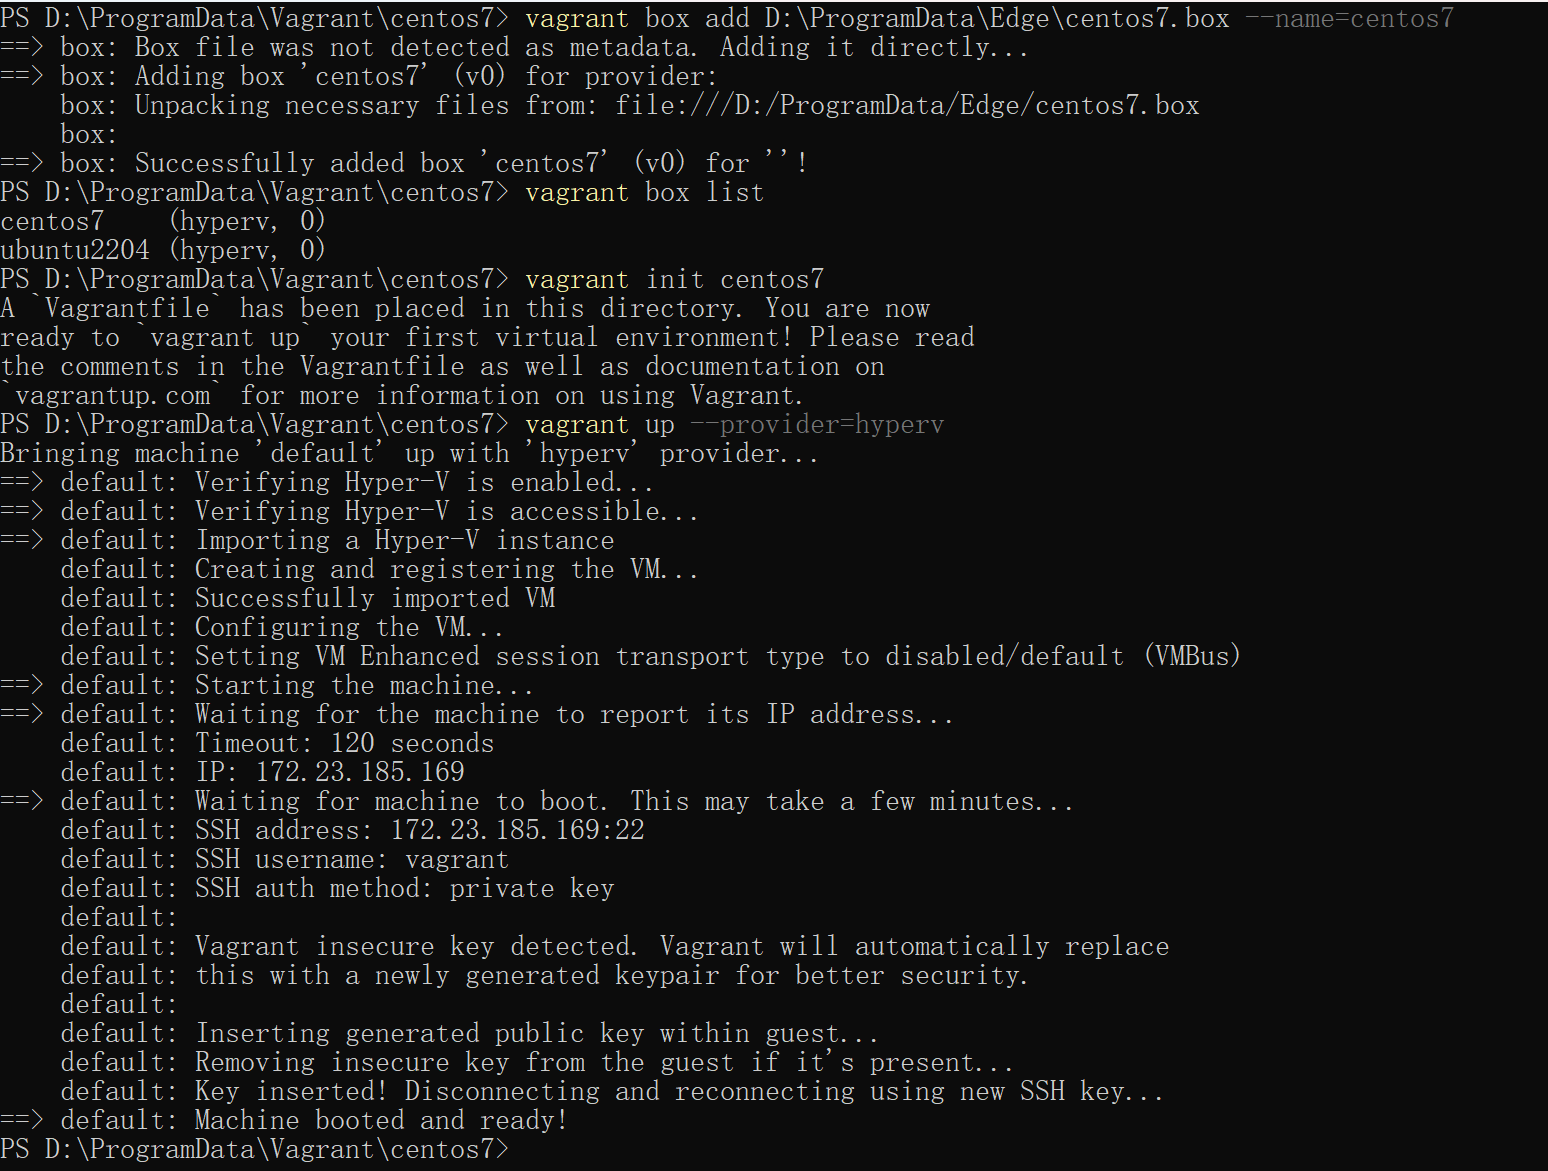 PS D:\ProgramData\Vagrant\centos7> vagrant box add D:\ProgramData\Edge\centos7.box --name=centos7
==> box: Box file was not detected as metadata. Adding it directly...
==> box: Adding box 'centos7' (v0) for provider:
    box: Unpacking necessary files from: file:///D:/ProgramData/Edge/centos7.box
    box:
==> box: Successfully added box 'centos7' (v0) for ''!
PS D:\ProgramData\Vagrant\centos7> vagrant box list
centos7    (hyperv, 0)
ubuntu2204 (hyperv, 0)
PS D:\ProgramData\Vagrant\centos7> vagrant init centos7
A `Vagrantfile` has been placed in this directory. You are now
ready to `vagrant up` your first virtual environment! Please read
the comments in the Vagrantfile as well as documentation on
`vagrantup.com` for more information on using Vagrant.
PS D:\ProgramData\Vagrant\centos7> vagrant up --provider=hyperv
Bringing machine 'default' up with 'hyperv' provider...
==> default: Verifying Hyper-V is enabled...
==> default: Verifying Hyper-V is accessible...
==> default: Importing a Hyper-V instance
    default: Creating and registering the VM...
    default: Successfully imported VM
    default: Configuring the VM...
    default: Setting VM Enhanced session transport type to disabled/default (VMBus)
==> default: Starting the machine...
==> default: Waiting for the machine to report its IP address...
    default: Timeout: 120 seconds
    default: IP: 172.23.185.169
==> default: Waiting for machine to boot. This may take a few minutes...
    default: SSH address: 172.23.185.169:22
    default: SSH username: vagrant
    default: SSH auth method: private key
    default:
    default: Vagrant insecure key detected. Vagrant will automatically replace
    default: this with a newly generated keypair for better security.
    default:
    default: Inserting generated public key within guest...
    default: Removing insecure key from the guest if it's present...
    default: Key inserted! Disconnecting and reconnecting using new SSH key...
==> default: Machine booted and ready!
PS D:\ProgramData\Vagrant\centos7>